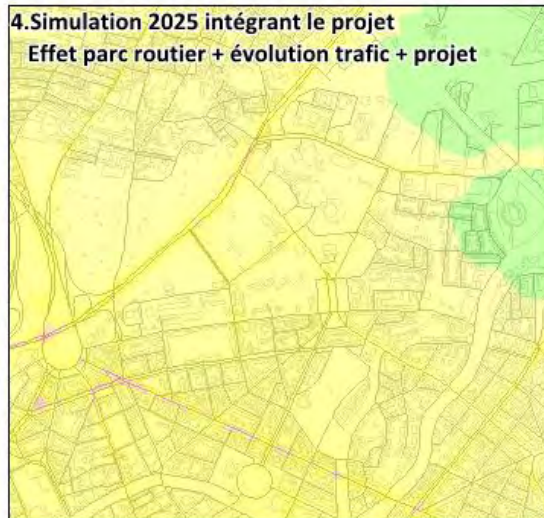 4.Simulation 2025 intégrant le projet
Effet parc routier + évolution trafic + projet